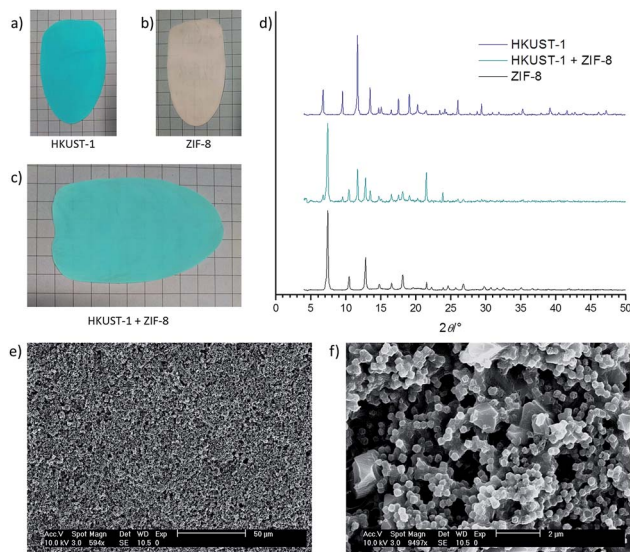 a)
b)
HKUST-1
ZIF-8
c)
HKUST-1 + ZIF-8
d)
HKUST-1
HKUST-1 + ZIF-8
ZIF-8
0 5 10 15 20 25 30 35 40 45 50
2θ/°
e)
Acc.V Spot Magn Det WD Exp 50 µm
10.0 kV 3.0 594x SE 10.5 0
f)
Acc.V Spot Magn Det WD Exp 2 µm
10.0 kV 3.0 9497x SE 10.5 0